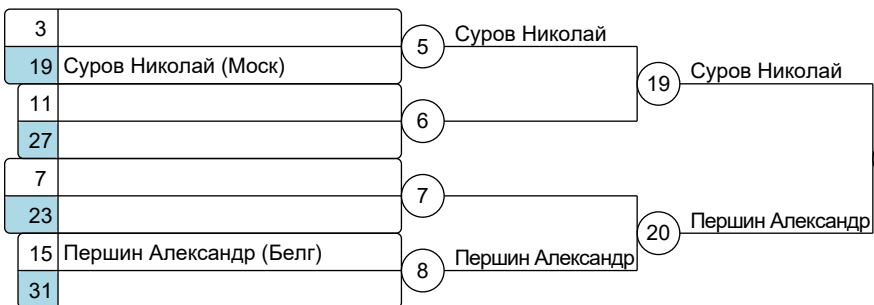 3
5
Суров Николай
19 Суров Николай (Моск)
19
Суров Николай
11
6
27
7
7
23
20
Першин Александр
15 Першин Александр (Белг)
8
Першин Александр
31